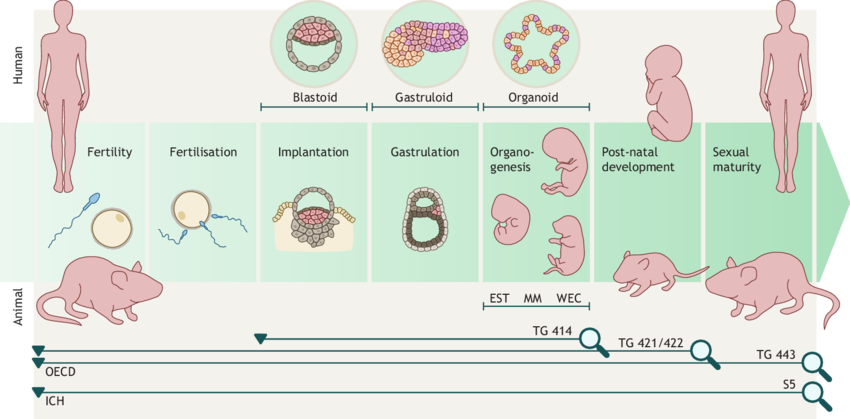 Human
Blastoid
Gastruloid
Organoid
Fertility
Fertilisation
Implantation
Gastrulation
Organo-
genesis
Post-natal
development
Sexual
maturity
Animal
EST MM WEC
TG 414
TG 421/422
TG 443
OECD
S5
ICH